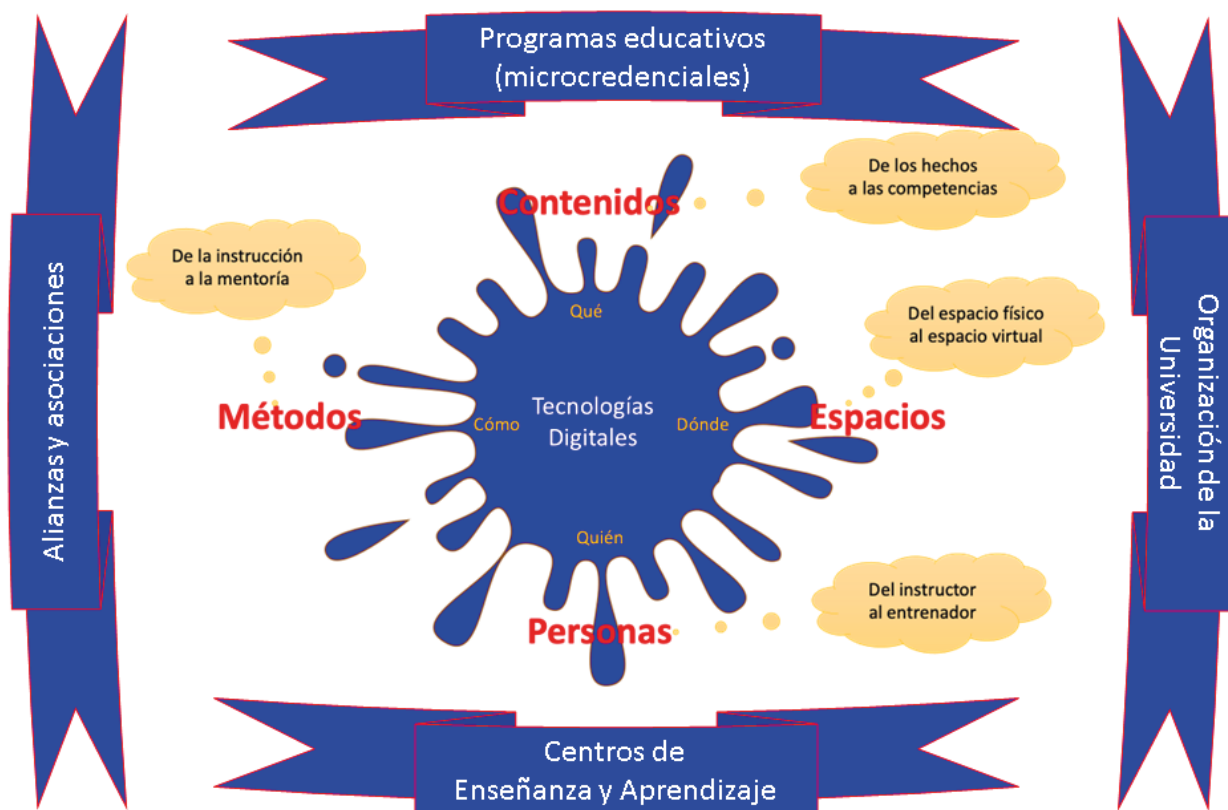 Programas educativos
(microcredenciales)
De los hechos
a las competencias
Contenidos
De la instrucción
a la mentoría
Qué
Del espacio físico
al espacio virtual
Métodos
Cómo
Tecnologías
Digitales
Dónde
Espacios
Quién
Del instructor
al entrenador
Personas
Alianzas y asociaciones
Organización de la
Universidad
Centros de
Enseñanza y Aprendizaje